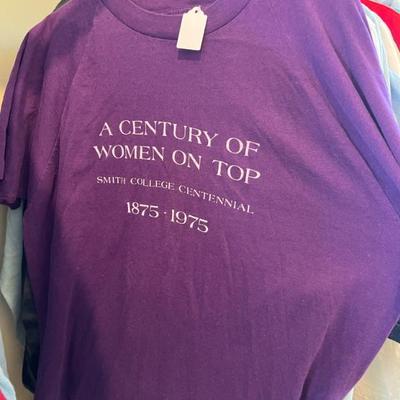 A CENTURY OF
WOMEN ON TOP
SMITH COLLEGE CENTENNIAL
1875 · 1975